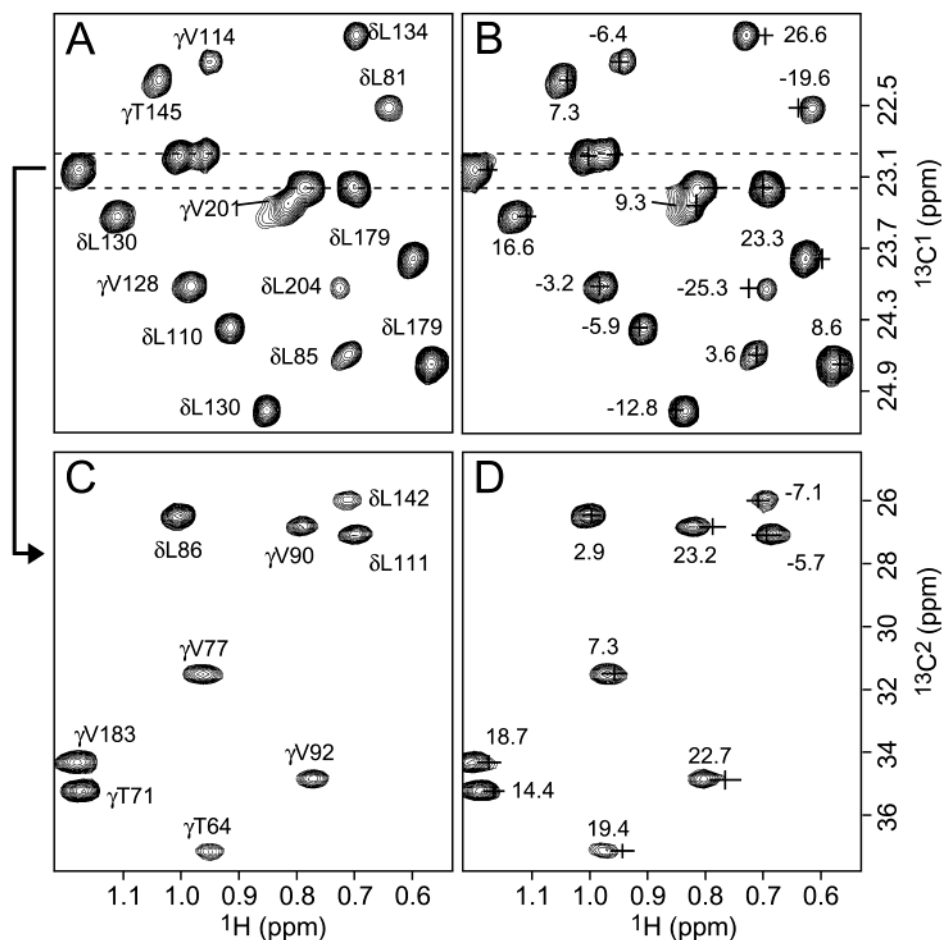 A
γV114
δL134
γT145
δL81
γV201
δL130
δL179
γV128
δL204
δL110
δL179
δL85
δL130
B
-6.4
26.6
-19.6
7.3
9.3
16.6
23.3
-3.2
-25.3
-5.9
8.6
3.6
-12.8
22.5
23.1
23.7
24.3
24.9
13C1 (ppm)
C
δL142
δL86
γV90
δL111
γV77
γV183
γV92
γT71
γT64
D
-7.1
2.9
23.2
-5.7
7.3
18.7
22.7
14.4
19.4
26
28
30
32
34
36
13C2 (ppm)
1.1 1.0 0.9 0.8 0.7 0.6
1H (ppm)
1.1 1.0 0.9 0.8 0.7 0.6
1H (ppm)